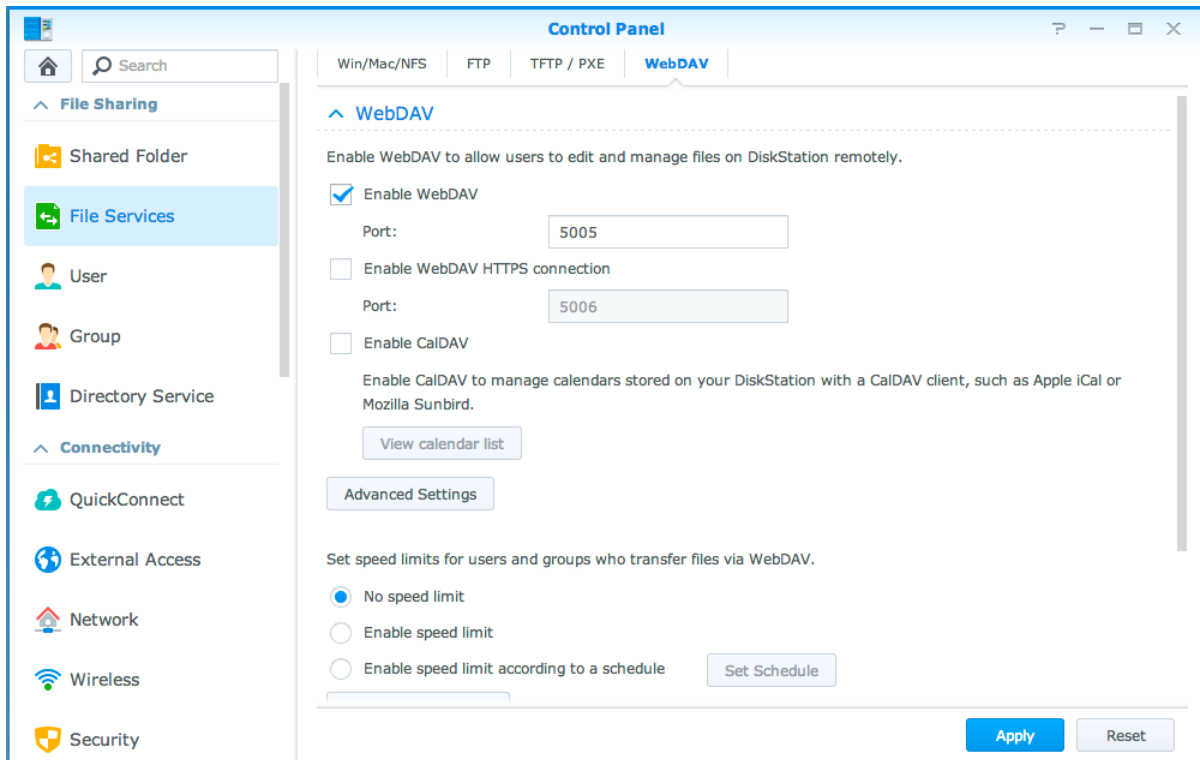 Control Panel
Search
File Sharing
Shared Folder
File Services
User
Group
Directory Service
Connectivity
QuickConnect
External Access
Network
Wireless
Security
Win/Mac/NFS FTP TFTP / PXE WebDAV
WebDAV
Enable WebDAV to allow users to edit and manage files on DiskStation remotely.
Enable WebDAV
Port: 5005
Enable WebDAV HTTPS connection
Port: 5006
Enable CalDAV
Enable CalDAV to manage calendars stored on your DiskStation with a CalDAV client, such as Apple iCal or
Mozilla Sunbird.
View calendar list
Advanced Settings
Set speed limits for users and groups who transfer files via WebDAV.
No speed limit
Enable speed limit
Enable speed limit according to a schedule Set Schedule
Apply Reset